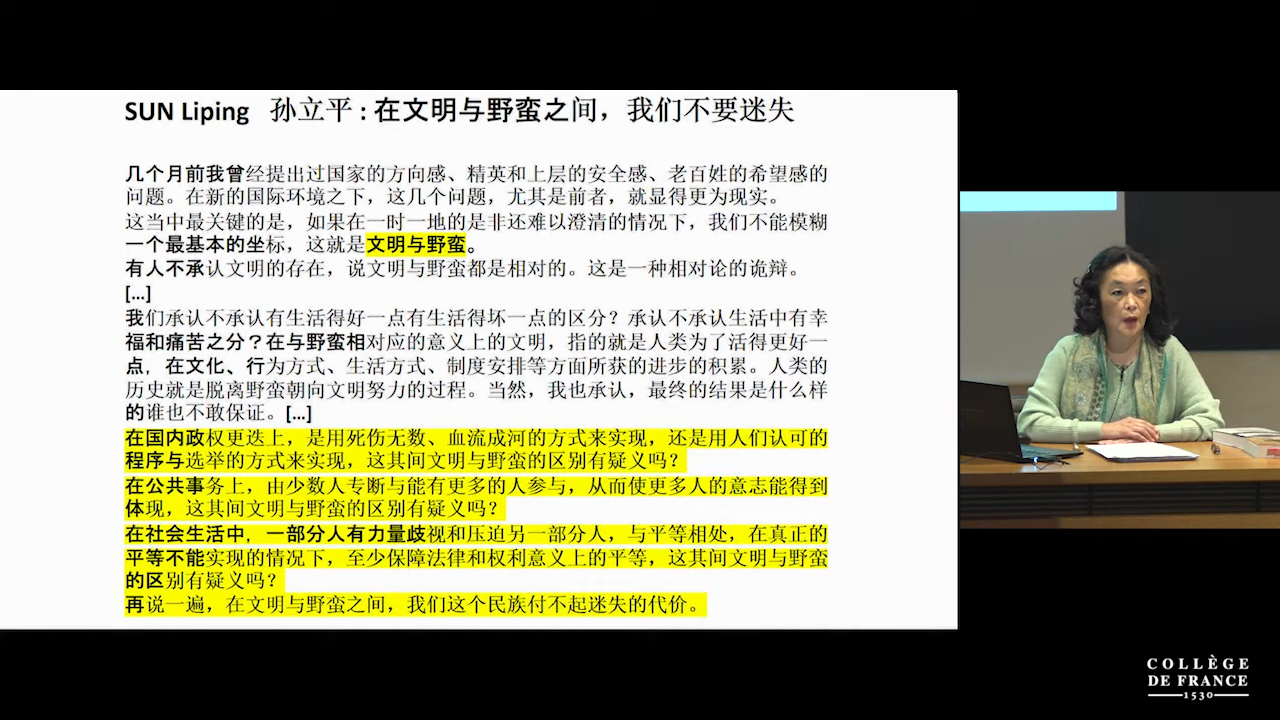 SUN Liping 孙立平 : 在文明与野蛮之间，我们不要迷失
几个月前我曾经提出过国家的方向感、精英和上层的安全感、老百姓的希望感的
问题。在新的国际环境之下，这几个问题，尤其是前者，就显得更为现实。
这当中最关键的是，如果在一时一地的是非还难以澄清的情况下，我们不能模糊
一个最基本的坐标，这就是文明与野蛮。
有人不承认文明的存在，说文明与野蛮都是相对的。这是一种相对论的诡辩。
[...]
我们承认不承认有生活得好一点有生活得坏一点的区分？承认不承认生活中有幸
福和痛苦之分？在与野蛮相对应的意义上的文明，指的就是人类为了活得更好一
点，在文化、行为方式、生活方式、制度安排等方面所获的进步的积累。人类的
历史就是脱离野蛮朝向文明努力的过程。当然，我也承认，最终的结果是什么样
的谁也不敢保证。[...]
在国内政权更迭上，是用死伤无数、血流成河的方式来实现，还是用人们认可的
程序与选举的方式来实现，这其间文明与野蛮的区别有疑义吗？
在公共事务上，由少数人专断与能有更多的人参与，从而使更多人的意志能得到
体现，这其间文明与野蛮的区别有疑义吗？
在社会生活中，一部分人有力量歧视和压迫另一部分人，与平等相处，在真正的
平等不能实现的情况下，至少保障法律和权利意义上的平等，这其间文明与野蛮
的区别有疑义吗？
再说一遍，在文明与野蛮之间，我们这个民族付不起迷失的代价。
COLLÈGE
DE FRANCE
1530